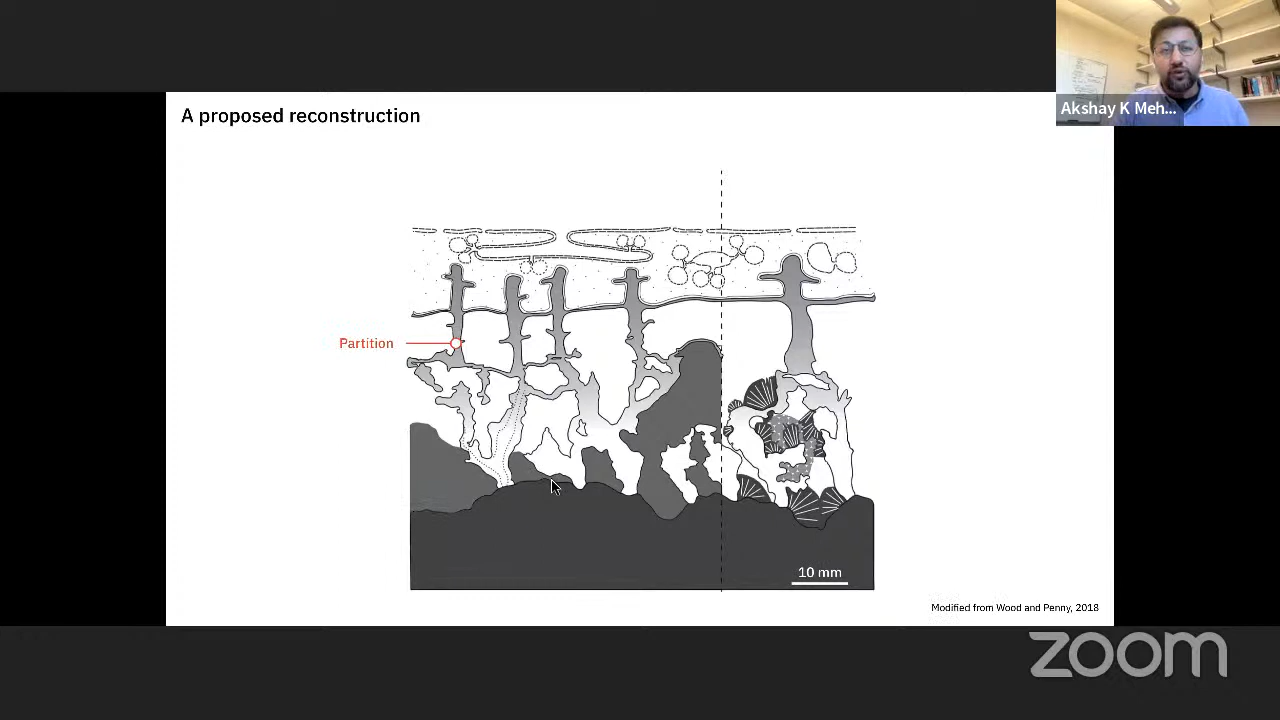 Akshay K Meh...
A proposed reconstruction
Partition
10 mm
Modified from Wood and Penny, 2018
zoom